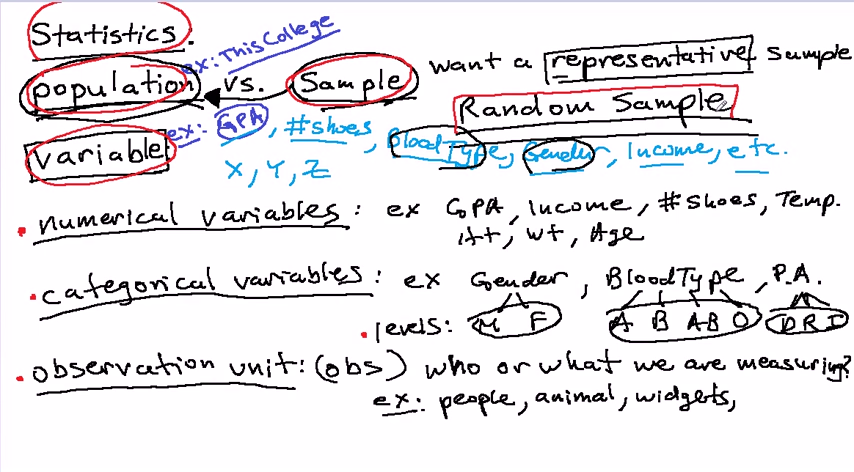 Statistics.
ex: This College
population vs. Sample want a representative sample
Random Sample
variable ex: GPA, #shoes, Blood Type, Gender, Income, etc.
X, Y, Z
• numerical variables: ex GPA, Income, #shoes, Temp.
Ht, wt, Age
• categorical variables: ex Gender, Blood Type, P.A.
• levels: M F A B AB O D R I
• observation unit: (obs) who or what we are measuring?
ex: people, animal, widgets,